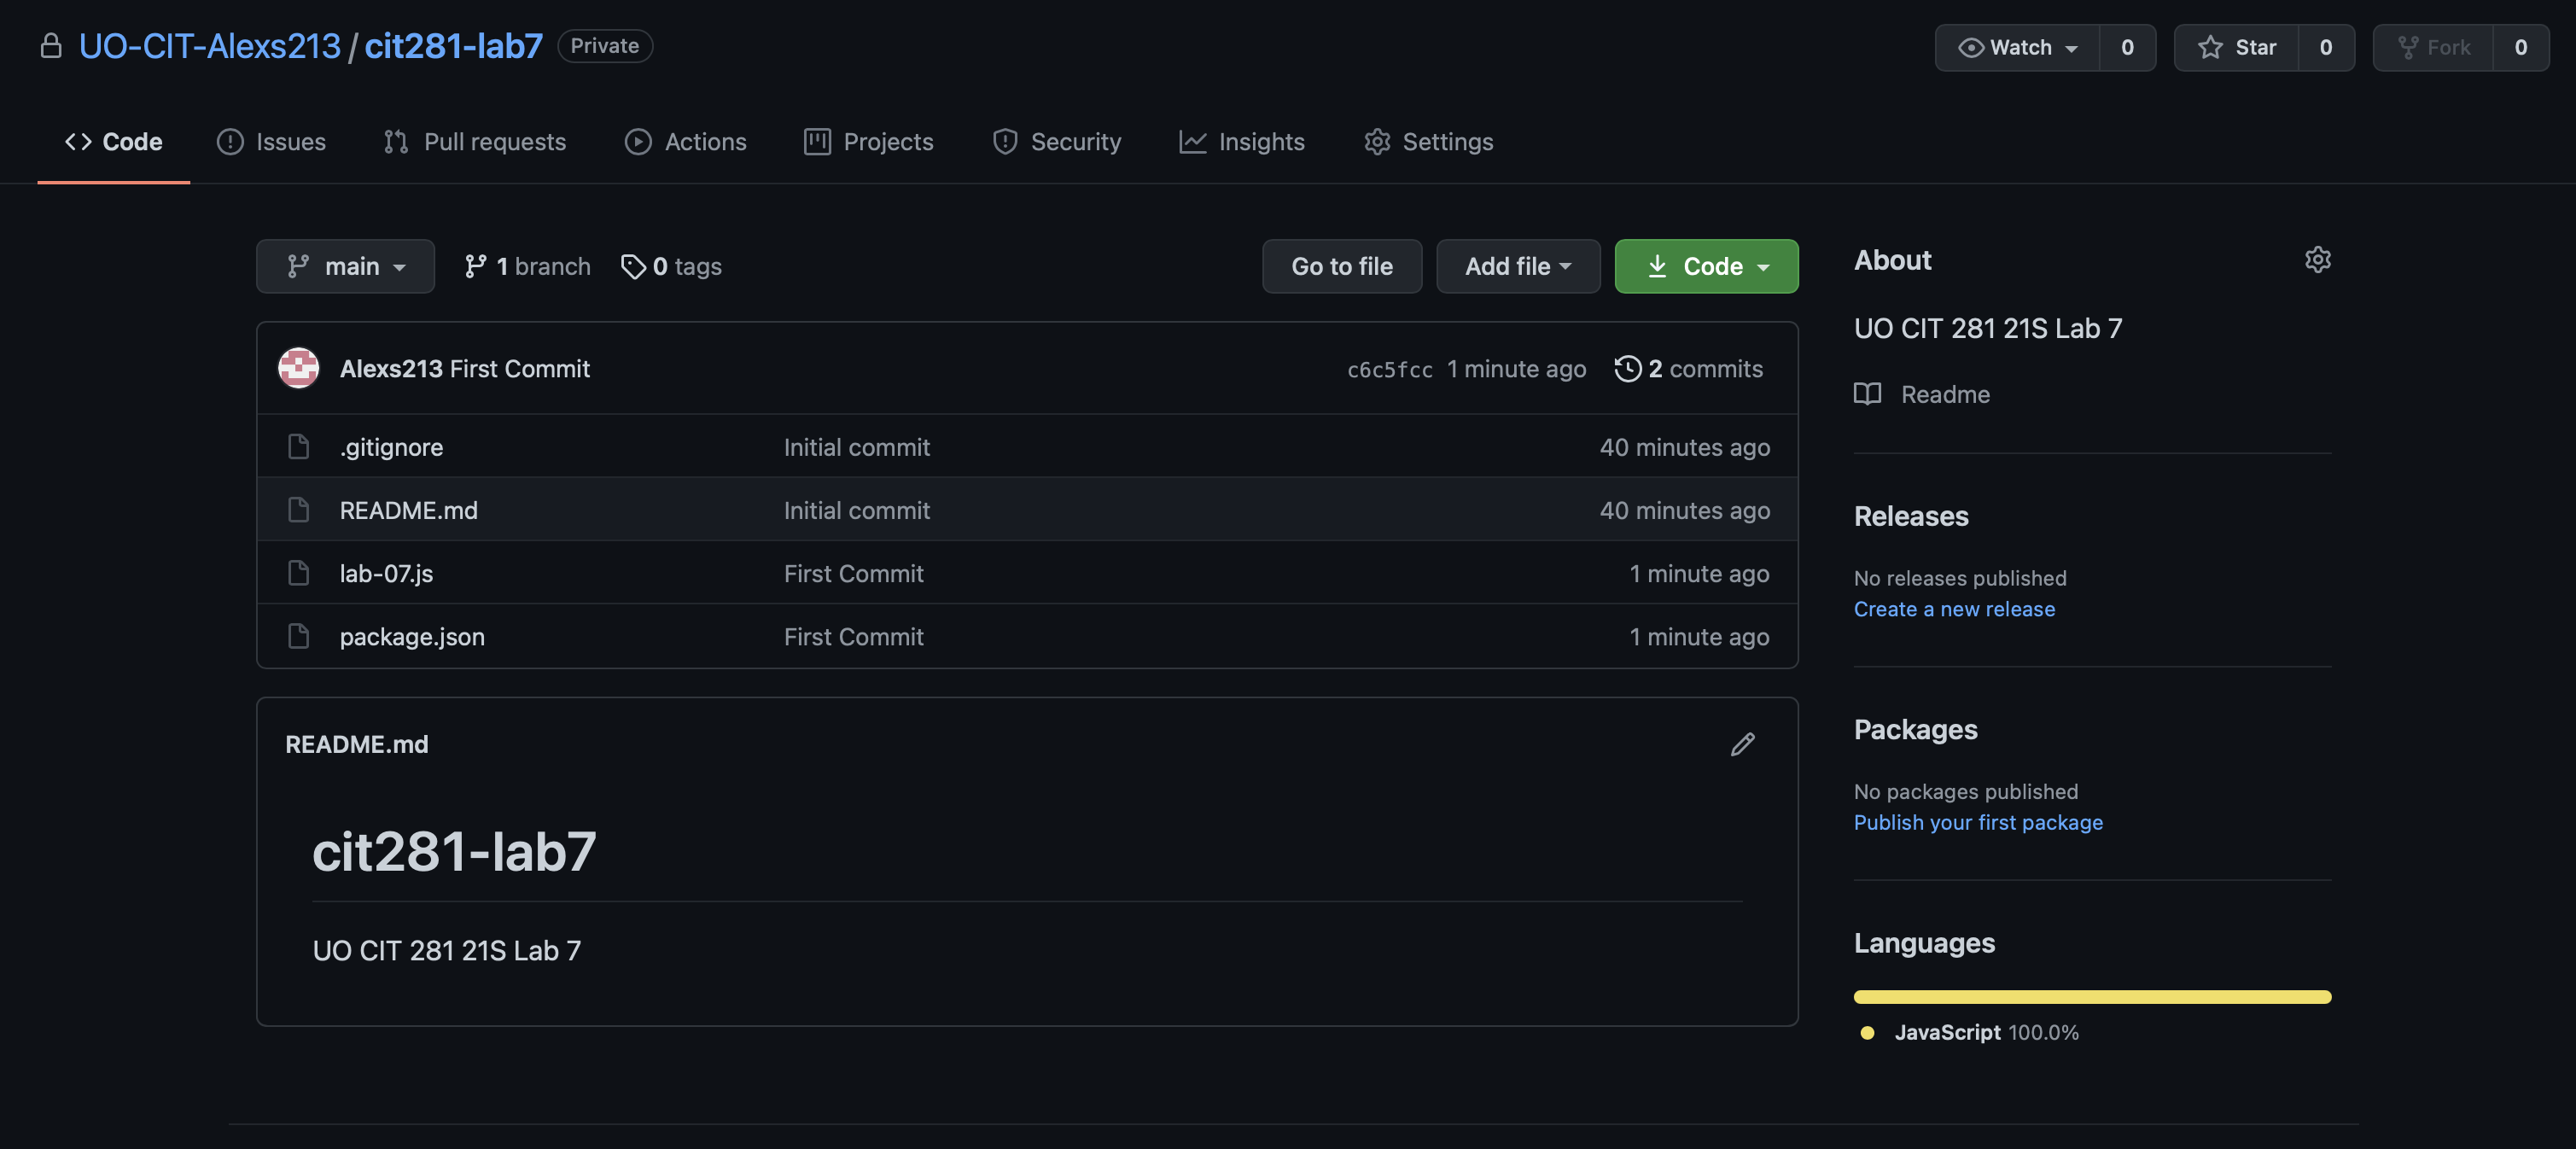 UO-CIT-Alexs213/cit281-lab7 Private
Watch 0 Star 0 Fork 0
Code Issues Pull requests Actions Projects Security Insights Settings
main 1 branch 0 tags Go to file Add file Code
Alexs213 First Commit c6c5fcc 1 minute ago 2 commits
.gitignore Initial commit 40 minutes ago
README.md Initial commit 40 minutes ago
lab-07.js First Commit 1 minute ago
package.json First Commit 1 minute ago
README.md
cit281-lab7
UO CIT 281 21S Lab 7
About
UO CIT 281 21S Lab 7
Readme
Releases
No releases published
Create a new release
Packages
No packages published
Publish your first package
Languages
JavaScript 100.0%